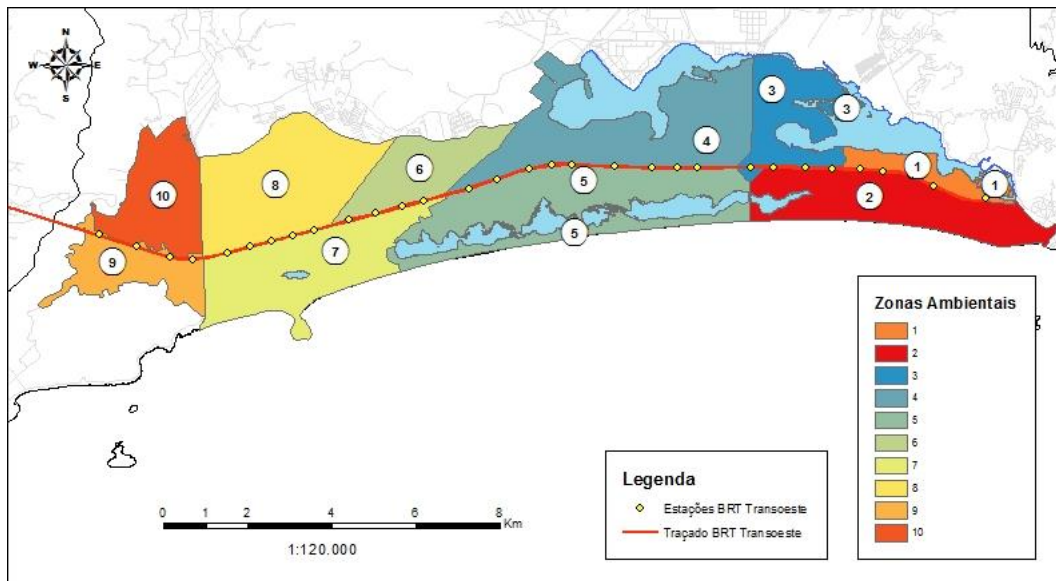 N
W E
S
3
3
4
1
1
6
8
5
10
2
7
5
9
Zonas Ambientais
1
2
3
4
5
6
7
8
9
10
Legenda
Estações BRT Transoeste
Traçado BRT Transoeste
0 1 2 4 6 8
Km
1:120.000